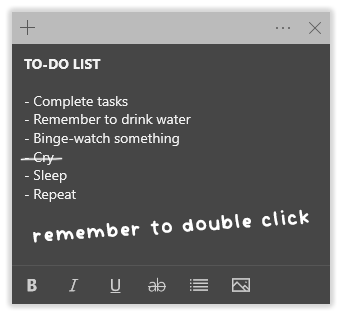 TO-DO LIST
- Complete tasks
- Remember to drink water
- Binge-watch something
- Cry
- Sleep
- Repeat
remember to double click
B I U ab